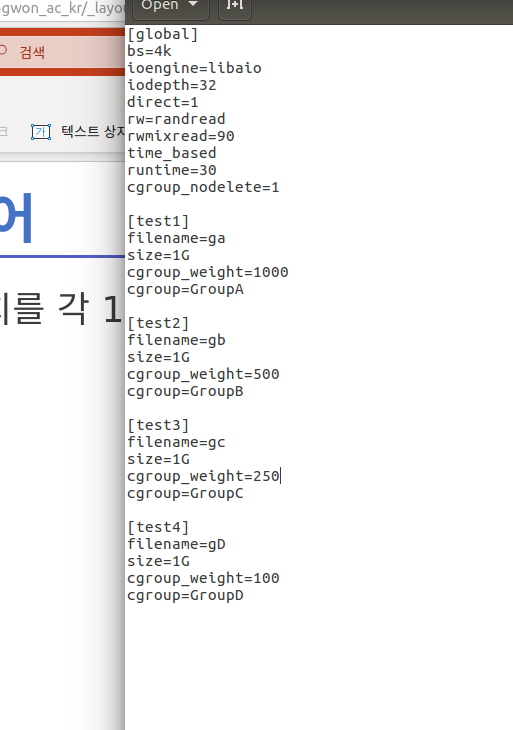 Open
gwon_ac_kr/_layou
검색
텍스트 상자
어
를 각 1
[global]
bs=4k
ioengine=libaio
iodepth=32
direct=1
rw=randread
rwmixread=90
time_based
runtime=30
cgroup_nodelete=1
[test1]
filename=ga
size=1G
cgroup_weight=1000
cgroup=GroupA
[test2]
filename=gb
size=1G
cgroup_weight=500
cgroup=GroupB
[test3]
filename=gc
size=1G
cgroup_weight=250
cgroup=GroupC
[test4]
filename=gD
size=1G
cgroup_weight=100
cgroup=GroupD